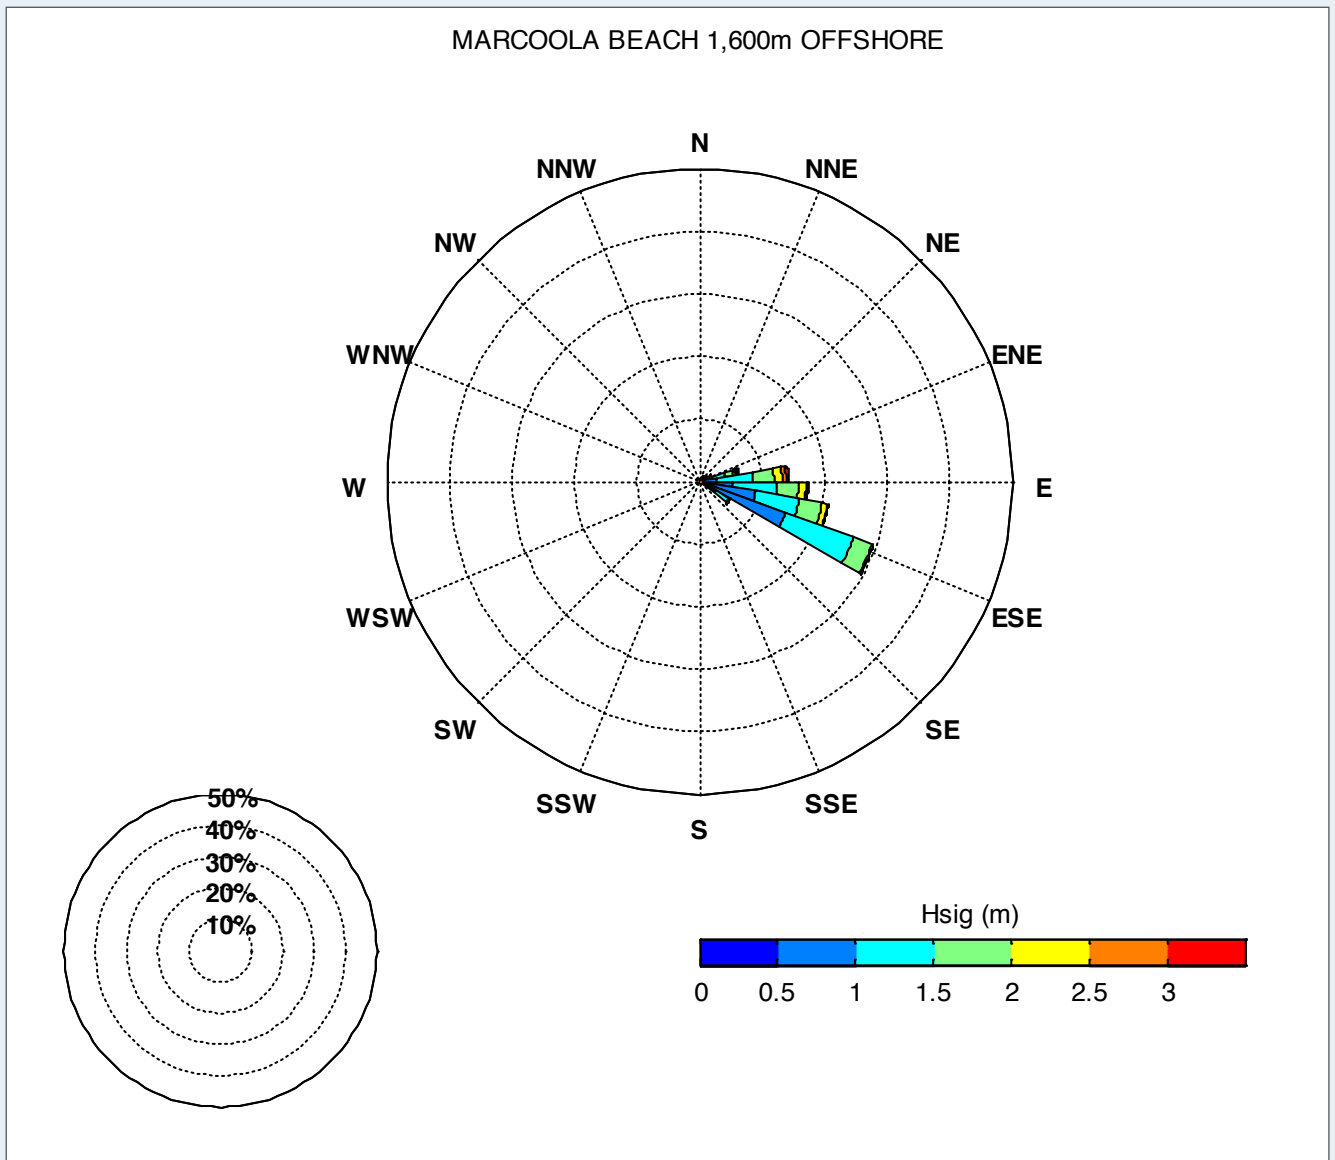 MARCOOLA BEACH 1,600m OFFSHORE
N
NNW
NNE
NW
NE
WNW
ENE
W
E
WSW
ESE
SW
SE
SSW
SSE
S
50%
40%
30%
20%
10%
Hsig (m)
0 0.5 1 1.5 2 2.5 3